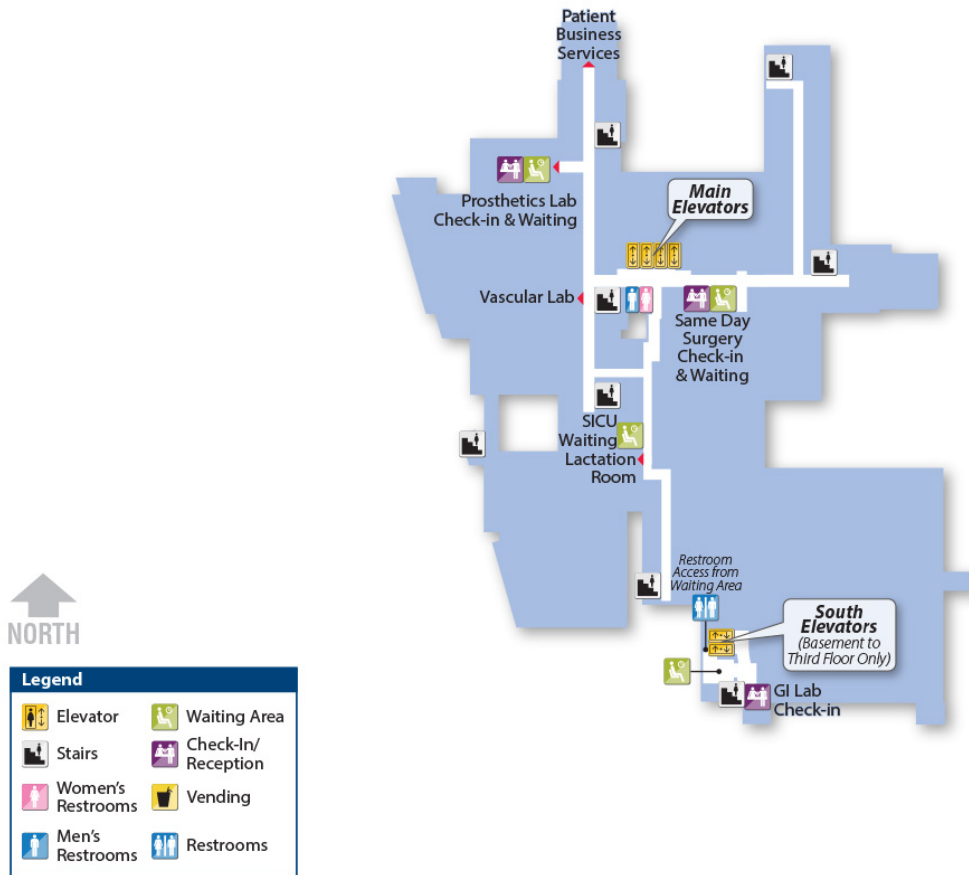 Patient
Business
Services
Main
Elevators
Prosthetics Lab
Check-in & Waiting
Vascular Lab
Same Day
Surgery
Check-in
& Waiting
SICU
Waiting
Lactation
Room
Restroom
Access from
Waiting Area
South
Elevators
(Basement to
Third Floor Only)
GI Lab
Check-in
NORTH
Legend
Elevator
Waiting Area
Stairs
Check-In/
Reception
Women's
Restrooms
Vending
Men's
Restrooms
Restrooms